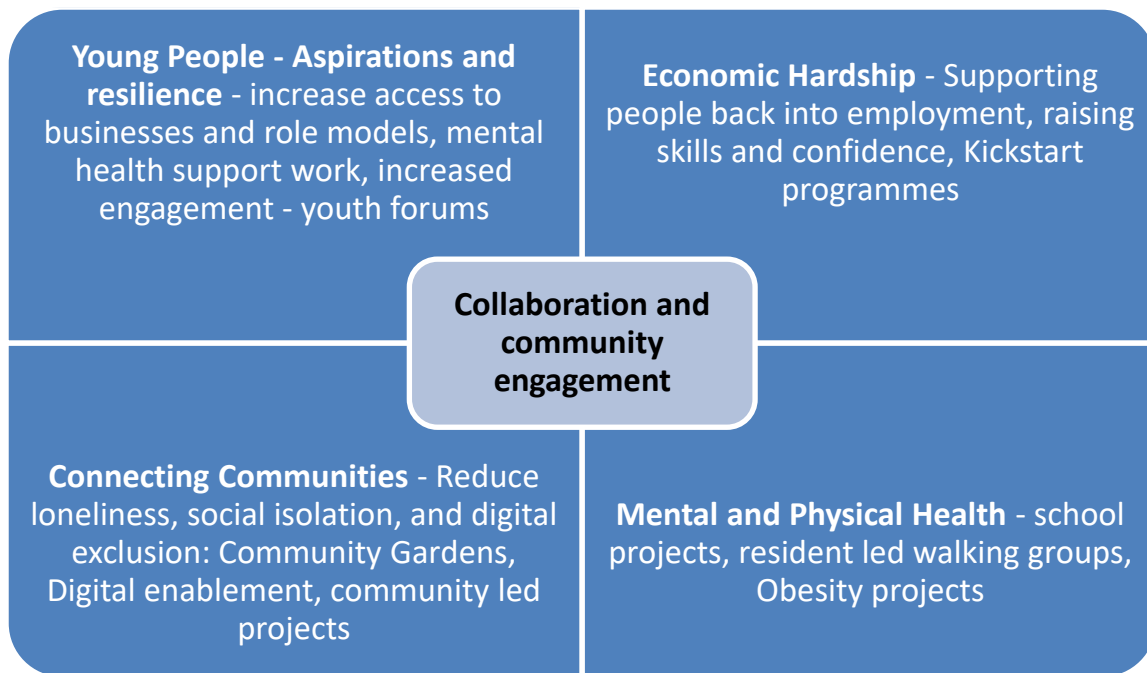 Young People - Aspirations and
resilience - increase access to
businesses and role models, mental
health support work, increased
engagement - youth forums
Economic Hardship - Supporting
people back into employment, raising
skills and confidence, Kickstart
programmes
Collaboration and
community
engagement
Connecting Communities - Reduce
loneliness, social isolation, and digital
exclusion: Community Gardens,
Digital enablement, community led
projects
Mental and Physical Health - school
projects, resident led walking groups,
Obesity projects